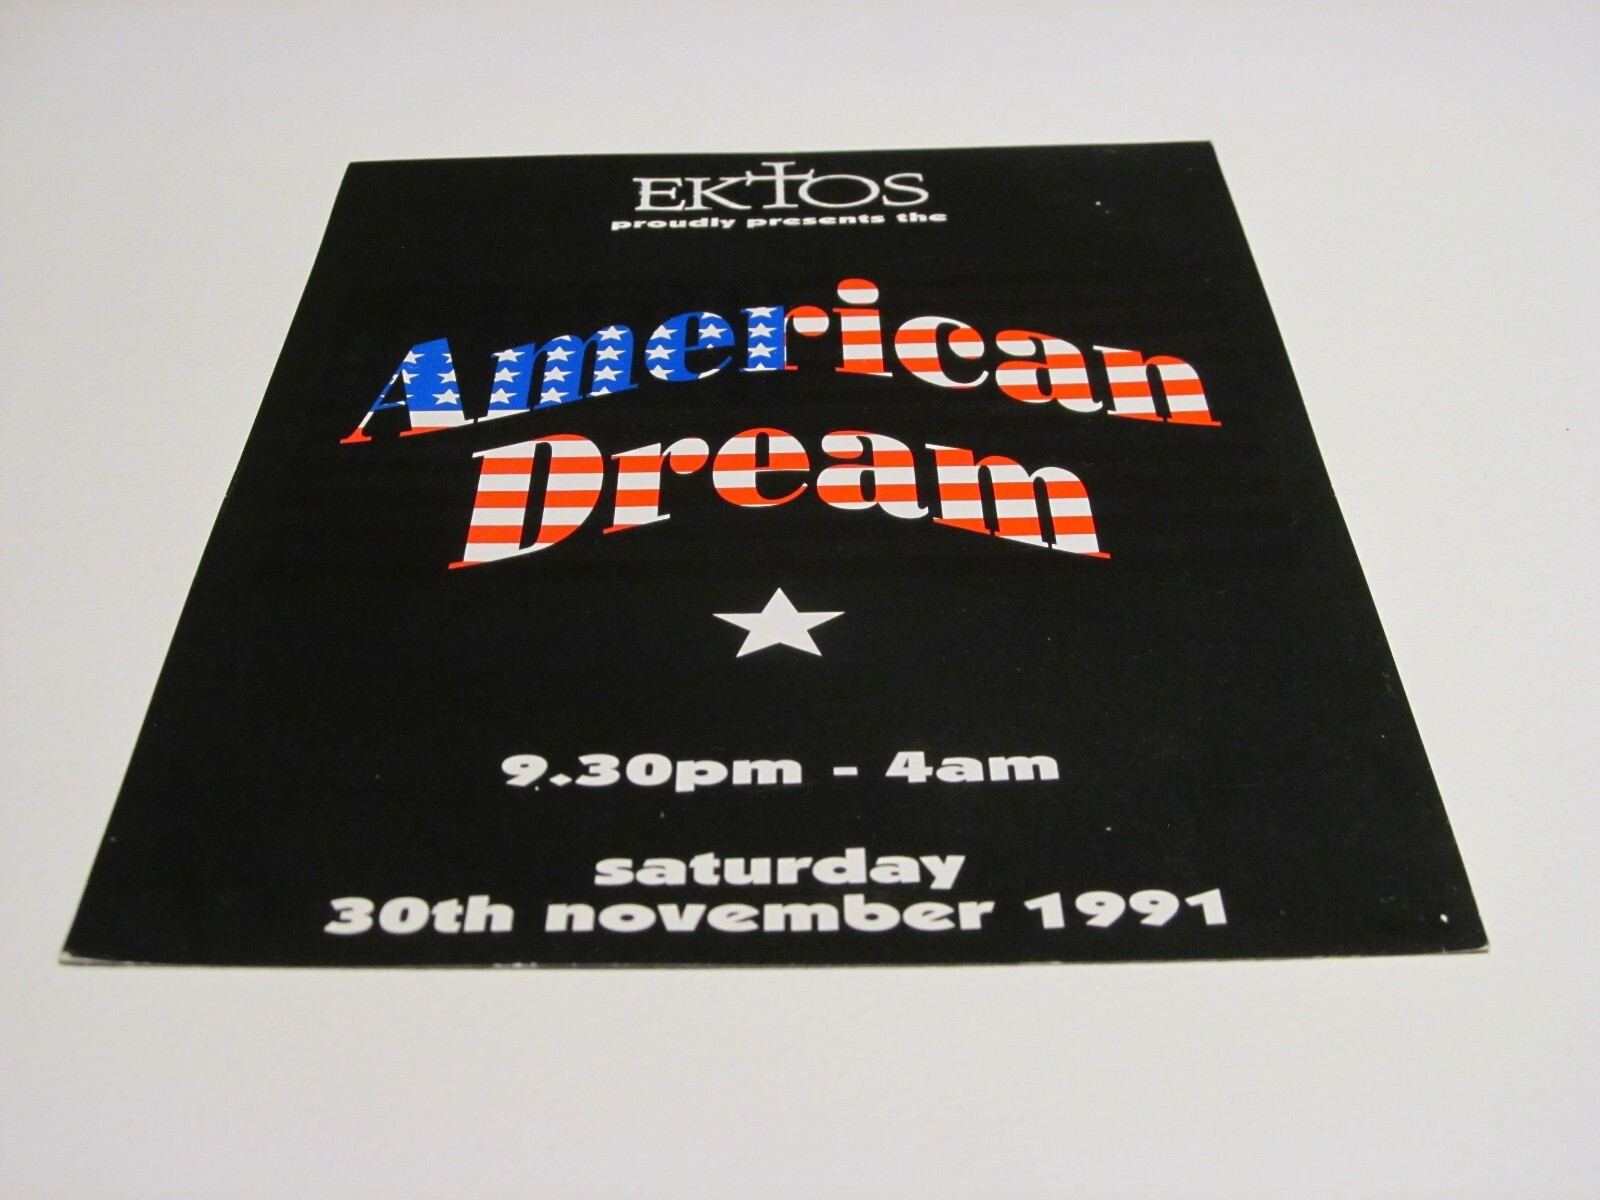 EKTOS
proudly presents the
American
Dream
9.30pm - 4am
saturday
30th november 1991